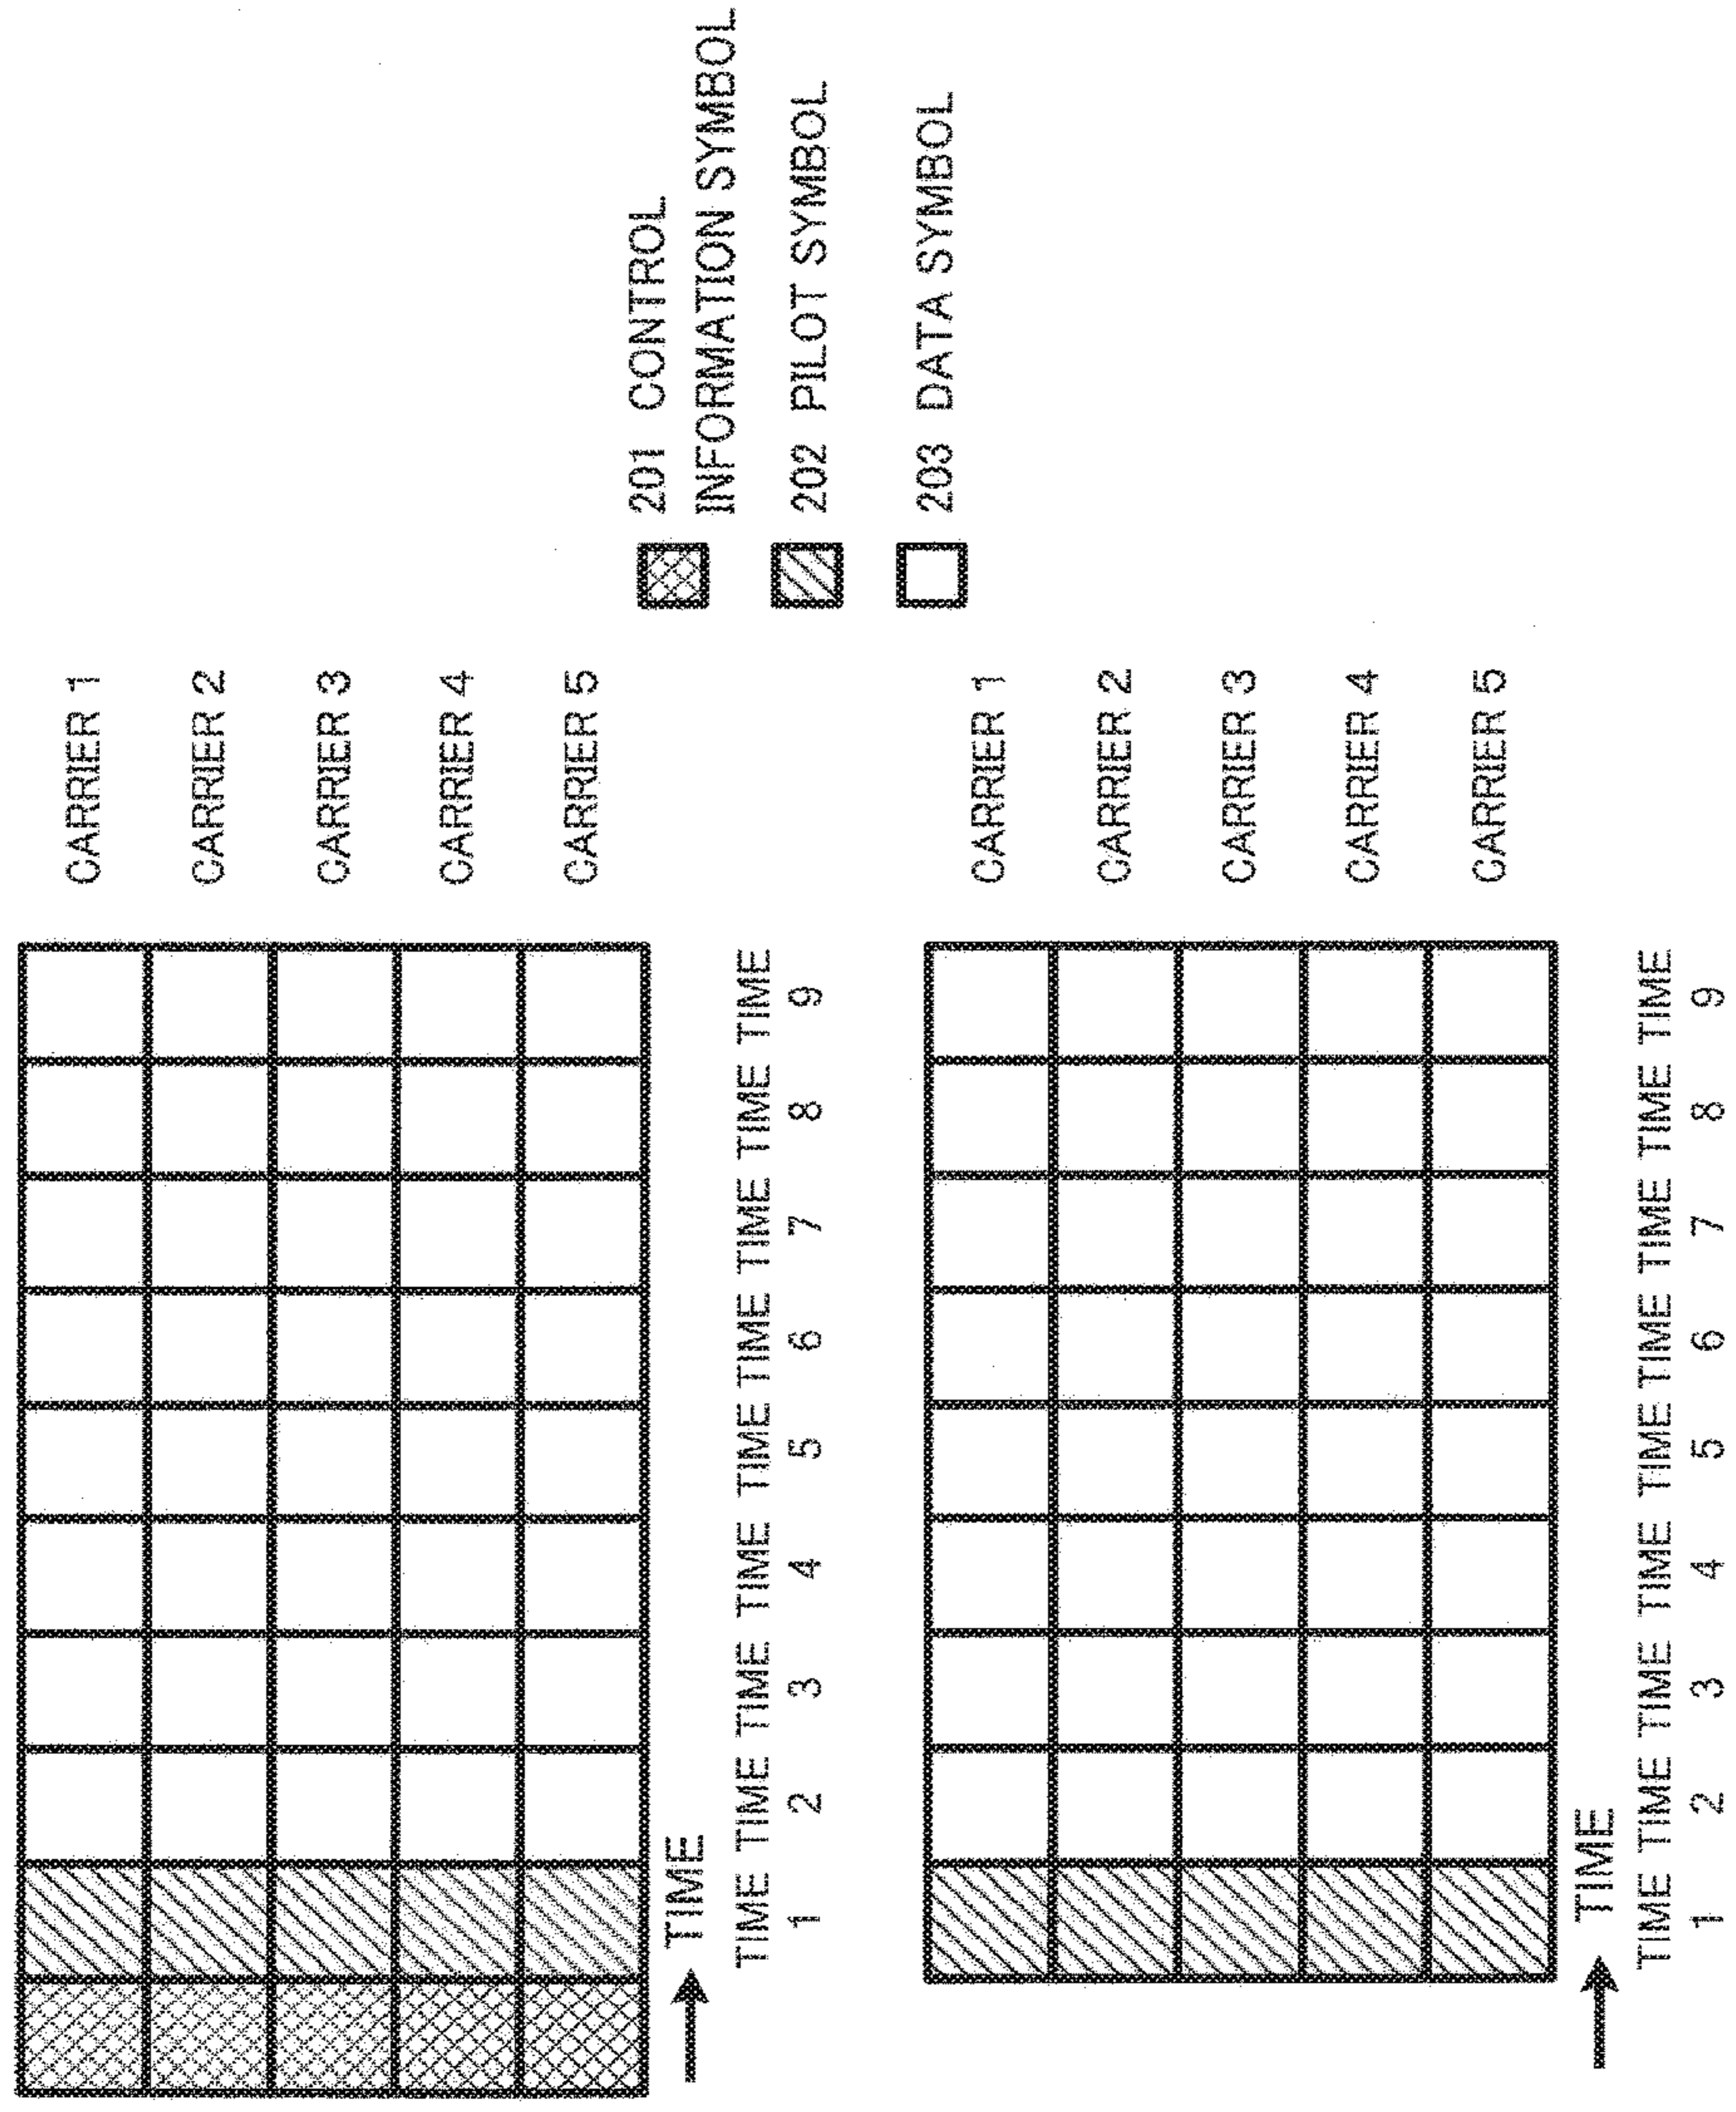 CARRIER 1
CARRIER 2
CARRIER 3
CARRIER 4
CARRIER 5
TIME
TIME TIME TIME TIME TIME TIME TIME TIME TIME
1 2 3 4 5 6 7 8 9
201 CONTROL
INFORMATION SYMBOL
202 PILOT SYMBOL
203 DATA SYMBOL
CARRIER 1
CARRIER 2
CARRIER 3
CARRIER 4
CARRIER 5
TIME
TIME TIME TIME TIME TIME TIME TIME TIME TIME
1 2 3 4 5 6 7 8 9